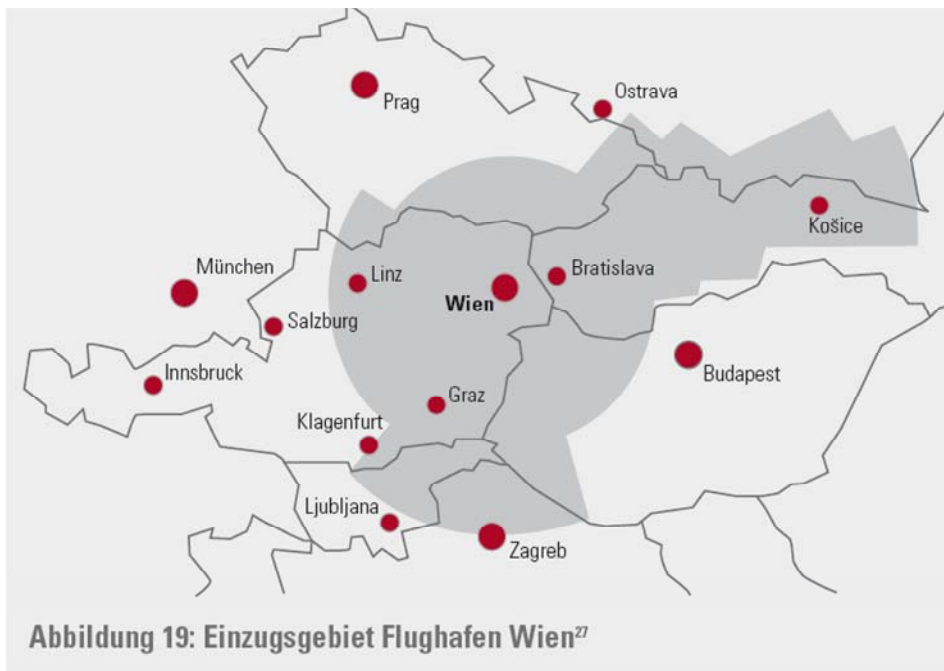 Prag
Ostrava
Košice
München
Linz
Bratislava
Wien
Salzburg
Innsbruck
Budapest
Graz
Klagenfurt
Ljubljana
Zagreb
Abbildung 19: Einzugsgebiet Flughafen Wien²⁷